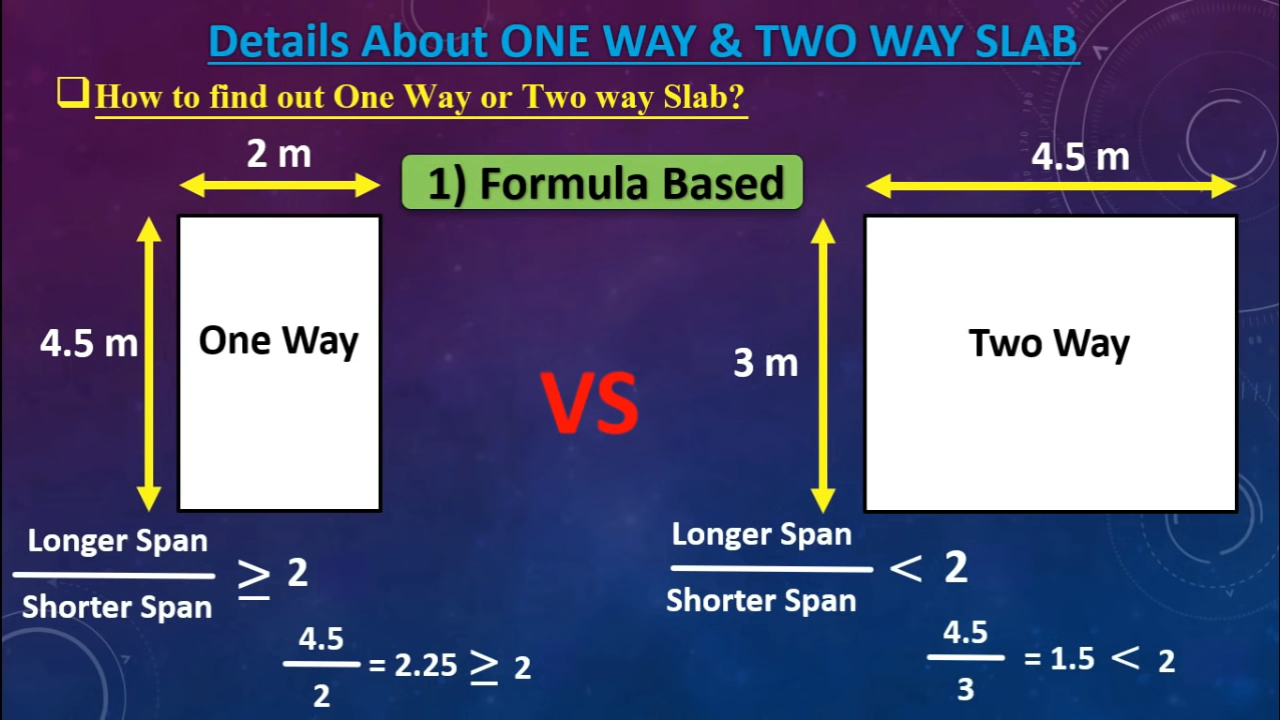 Details About ONE WAY & TWO WAY SLAB
How to find out One Way or Two way Slab?
2 m
1) Formula Based
4.5 m
4.5 m
One Way
VS
3 m
Two Way
Longer Span
Shorter Span
≥ 2
4.5
2
= 2.25 ≥ 2
Longer Span
Shorter Span
< 2
4.5
3
= 1.5 < 2